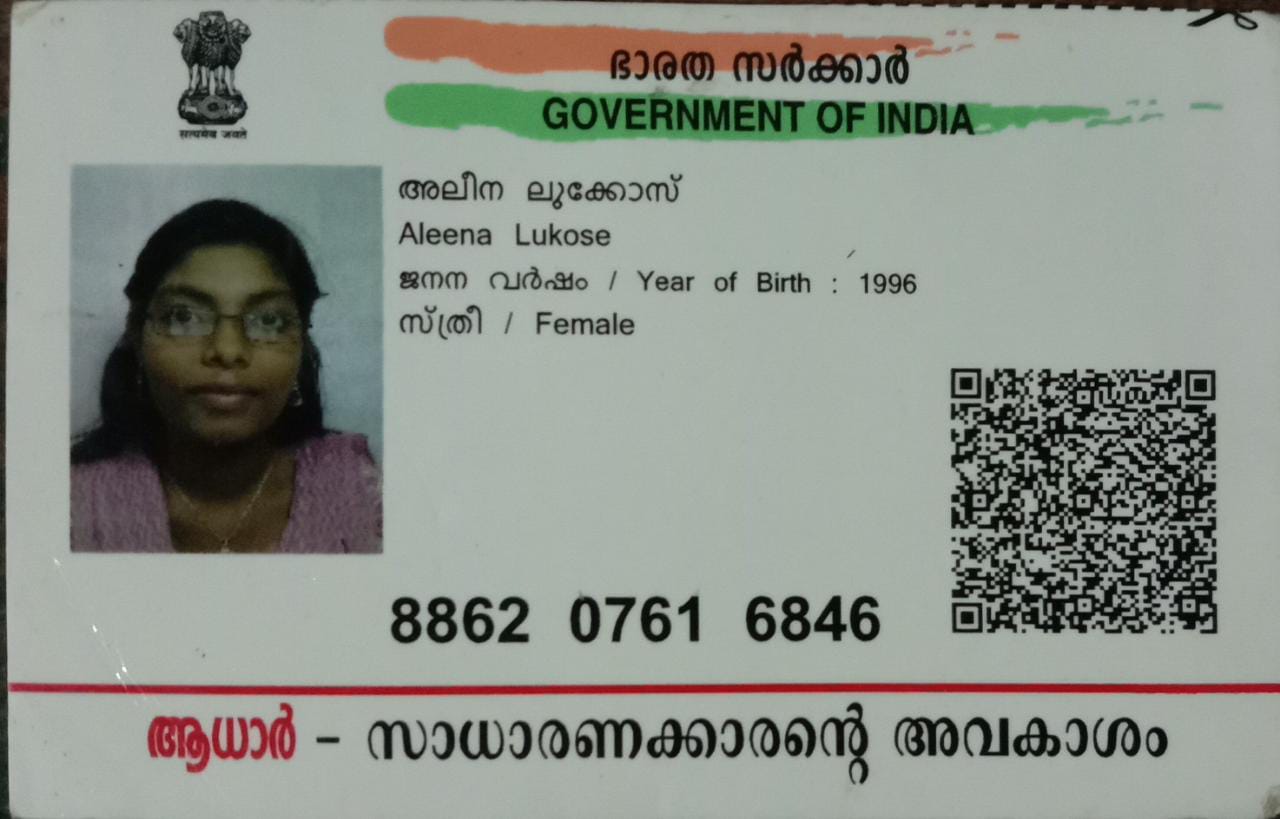 सत्यमेव जयते
ഭാരത സർക്കാർ
GOVERNMENT OF INDIA
അലീന ലൂക്കോസ്
Aleena Lukose
ജനന വർഷം / Year of Birth : 1996
സ്ത്രീ / Female
8862 0761 6846
ആധാർ - സാധാരണക്കാരന്റെ അവകാശം